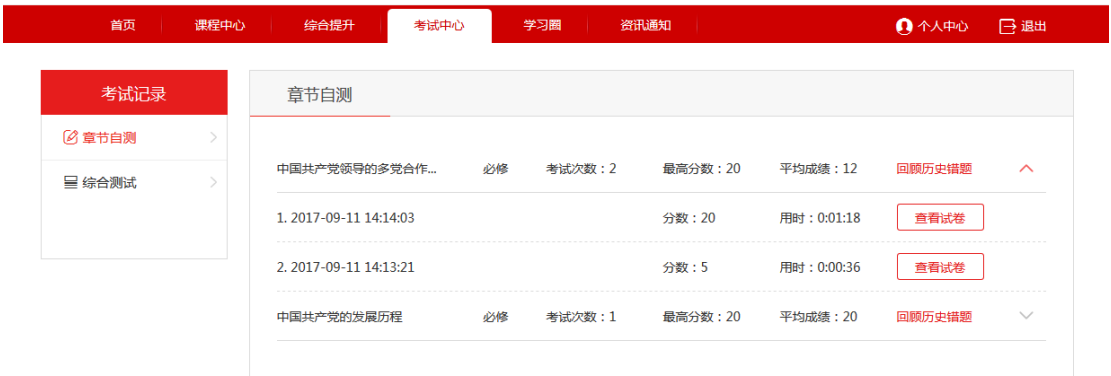 首页 课程中心 综合提升 考试中心 学习圈 资讯通知 个人中心 退出
考试记录
章节自测
综合测试
章节自测
中国共产党领导的多党合作... 必修 考试次数：2 最高分数：20 平均成绩：12 回顾历史错题
1. 2017-09-11 14:14:03 分数：20 用时：0:01:18 查看试卷
2. 2017-09-11 14:13:21 分数：5 用时：0:00:36 查看试卷
中国共产党的发展历程 必修 考试次数：1 最高分数：20 平均成绩：20 回顾历史错题